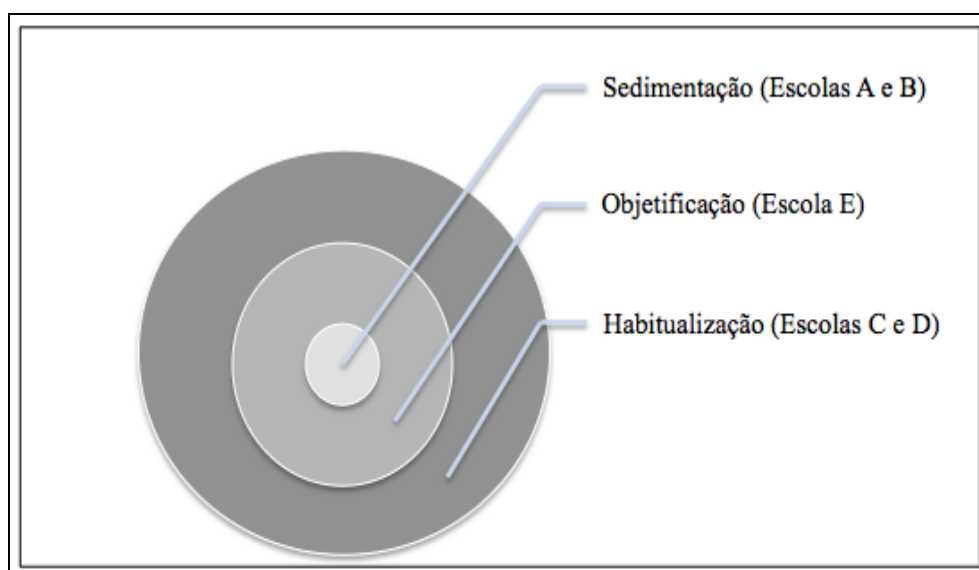 Sedimentação (Escolas A e B)
Objetificação (Escola E)
Habitualização (Escolas C e D)